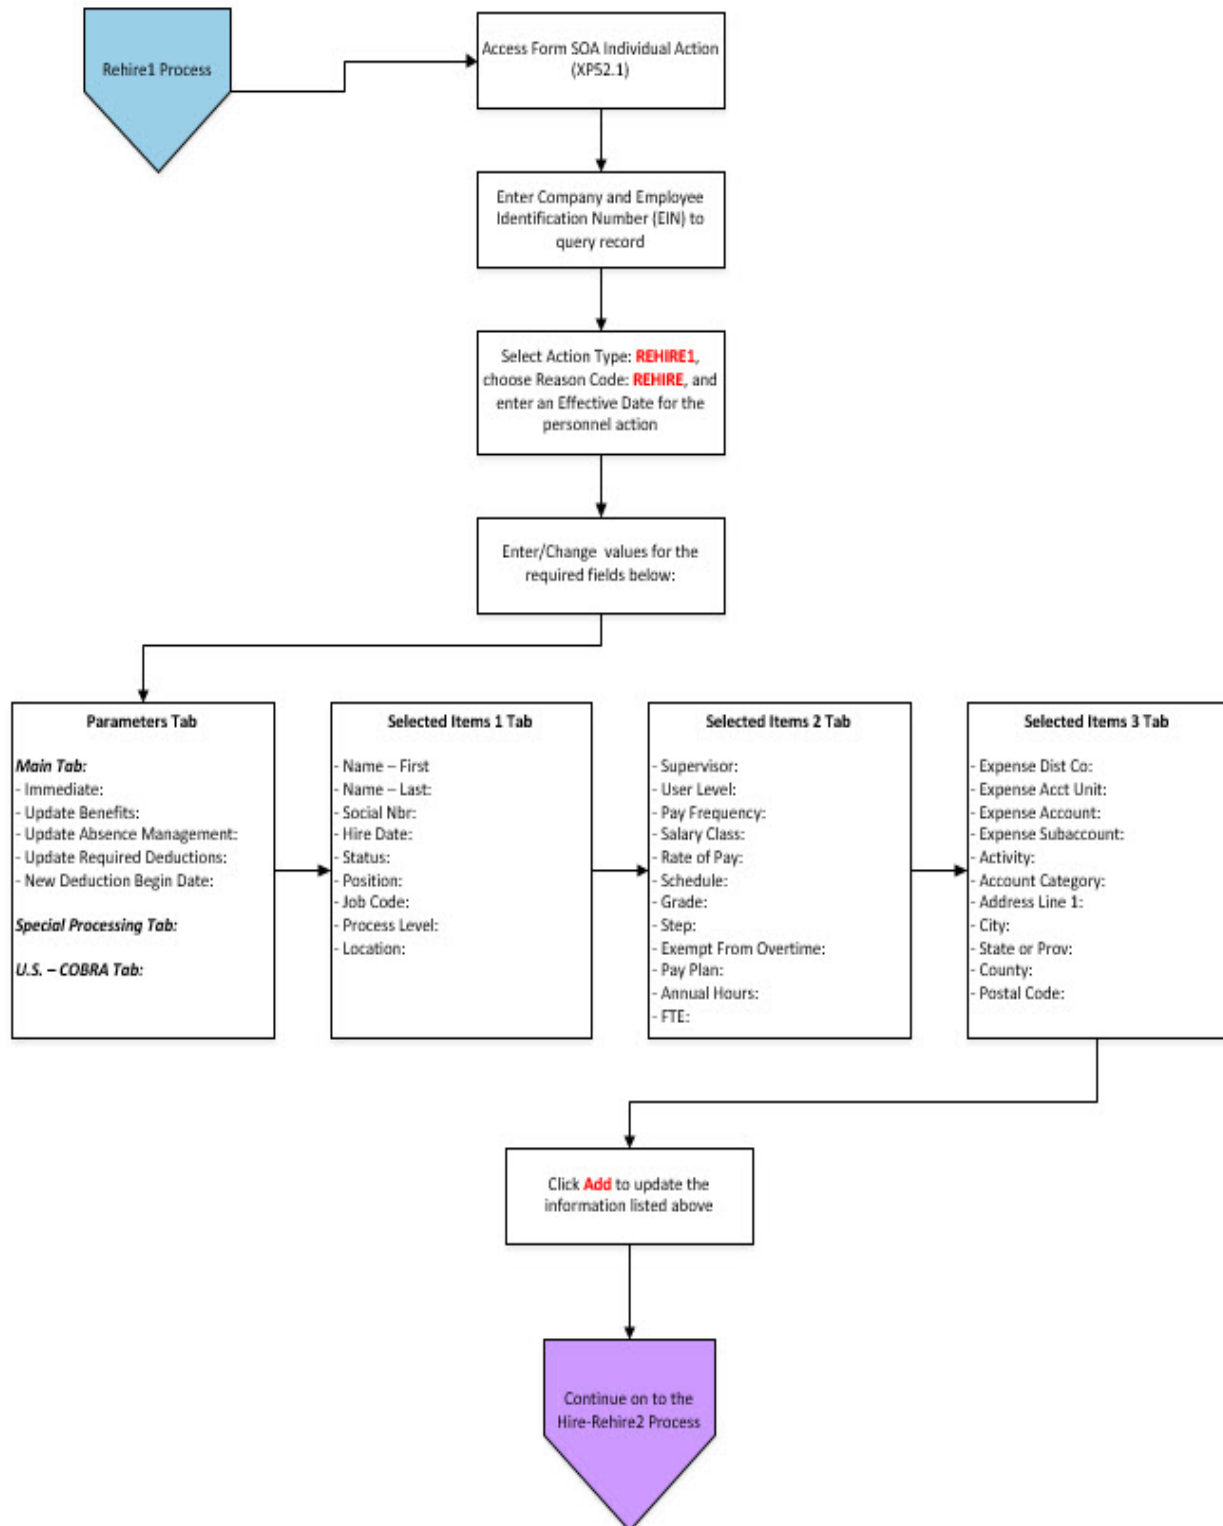 Rehire1 Process
Access Form SOA Individual Action
(XP52.1)
Enter Company and Employee
Identification Number (EIN) to
query record
Select Action Type: REHIRE1,
choose Reason Code: REHIRE, and
enter an Effective Date for the
personnel action
Enter/Change values for the
required fields below:
Parameters Tab
Main Tab:
- Immediate:
- Update Benefits:
- Update Absence Management:
- Update Required Deductions:
- New Deduction Begin Date:
Special Processing Tab:
U.S. – COBRA Tab:
Selected Items 1 Tab
- Name – First
- Name – Last:
- Social Nbr:
- Hire Date:
- Status:
- Position:
- Job Code:
- Process Level:
- Location:
Selected Items 2 Tab
- Supervisor:
- User Level:
- Pay Frequency:
- Salary Class:
- Rate of Pay:
- Schedule:
- Grade:
- Step:
- Exempt From Overtime:
- Pay Plan:
- Annual Hours:
- FTE:
Selected Items 3 Tab
- Expense Dist Co:
- Expense Acct Unit:
- Expense Account:
- Expense Subaccount:
- Activity:
- Account Category:
- Address Line 1:
- City:
- State or Prov:
- County:
- Postal Code:
Click Add to update the
information listed above
Continue on to the
Hire-Rehire2 Process